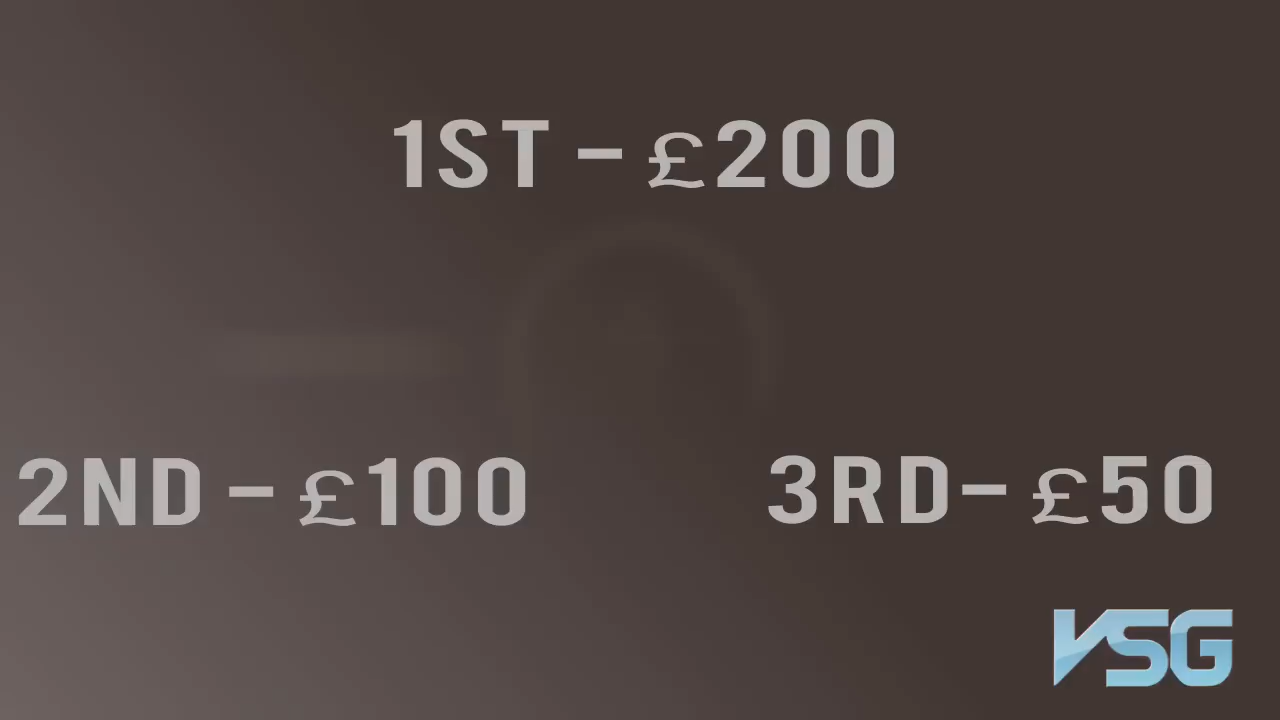 1ST – £200
2ND – £100
3RD– £50
VSG